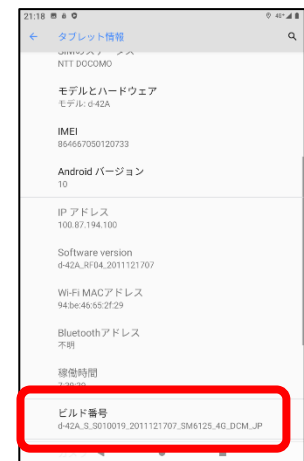 21:18
タブレット情報
NTT DOCOMO
モデルとハードウェア
モデル: d-42A
IMEI
864667050120733
Android バージョン
10
IP アドレス
100.87.194.100
Software version
d-42A_RF04_2011121707
Wi-Fi MACアドレス
94:be:46:65:2f:29
Bluetoothアドレス
不明
稼働時間
ビルド番号
d-42A_S_S010019_2011121707_SM6125_4G_DCM_JP